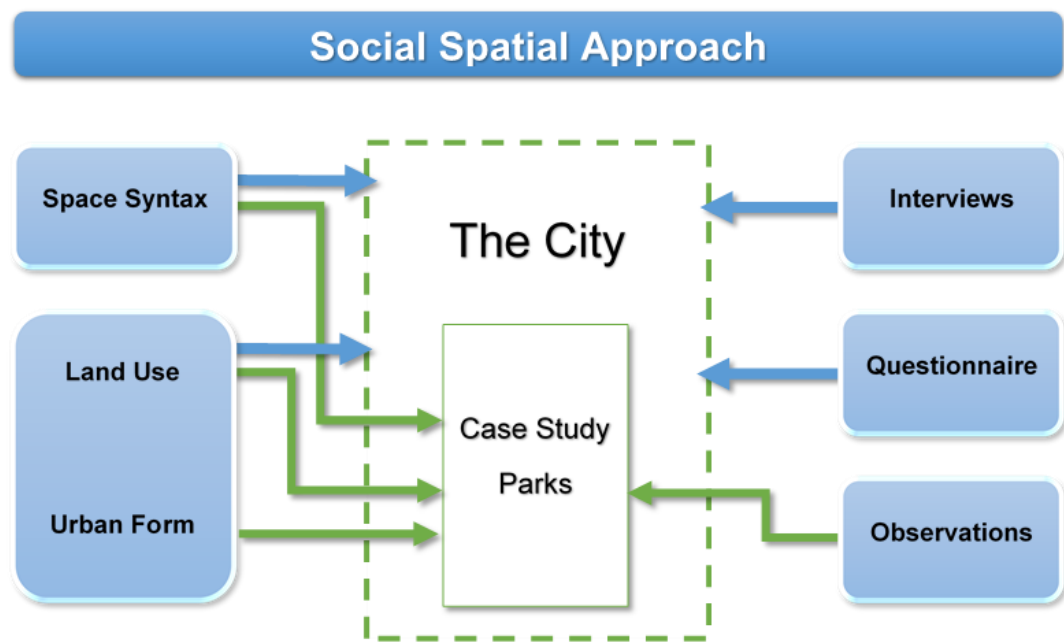 Social Spatial Approach
Space Syntax
Land Use
Urban Form
The City
Case Study
Parks
Interviews
Questionnaire
Observations